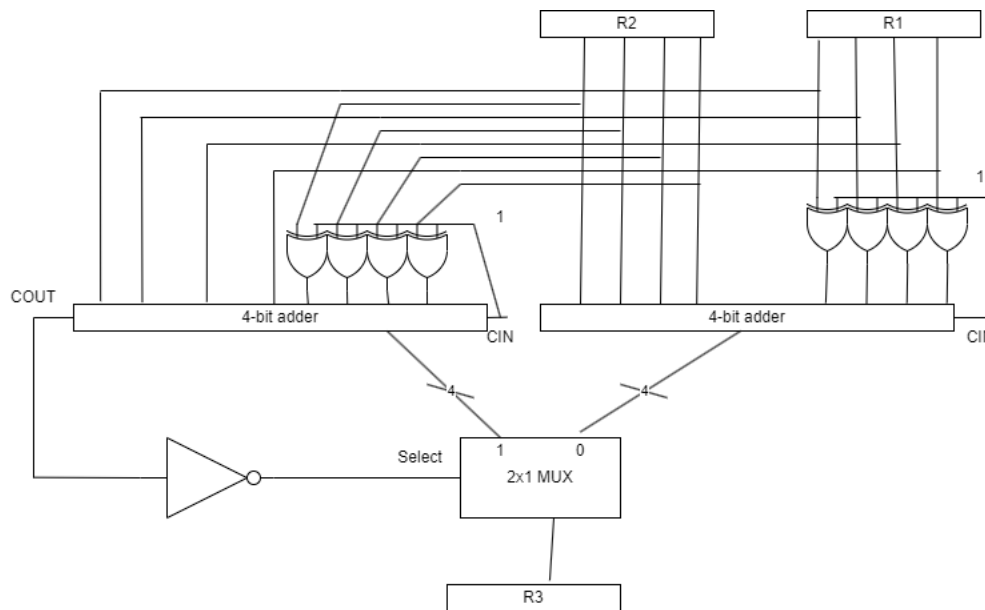 R2
R1
1
1
COUT
4-bit adder
4-bit adder
CIN
CIN
4
4
Select
1
0
2x1 MUX
R3